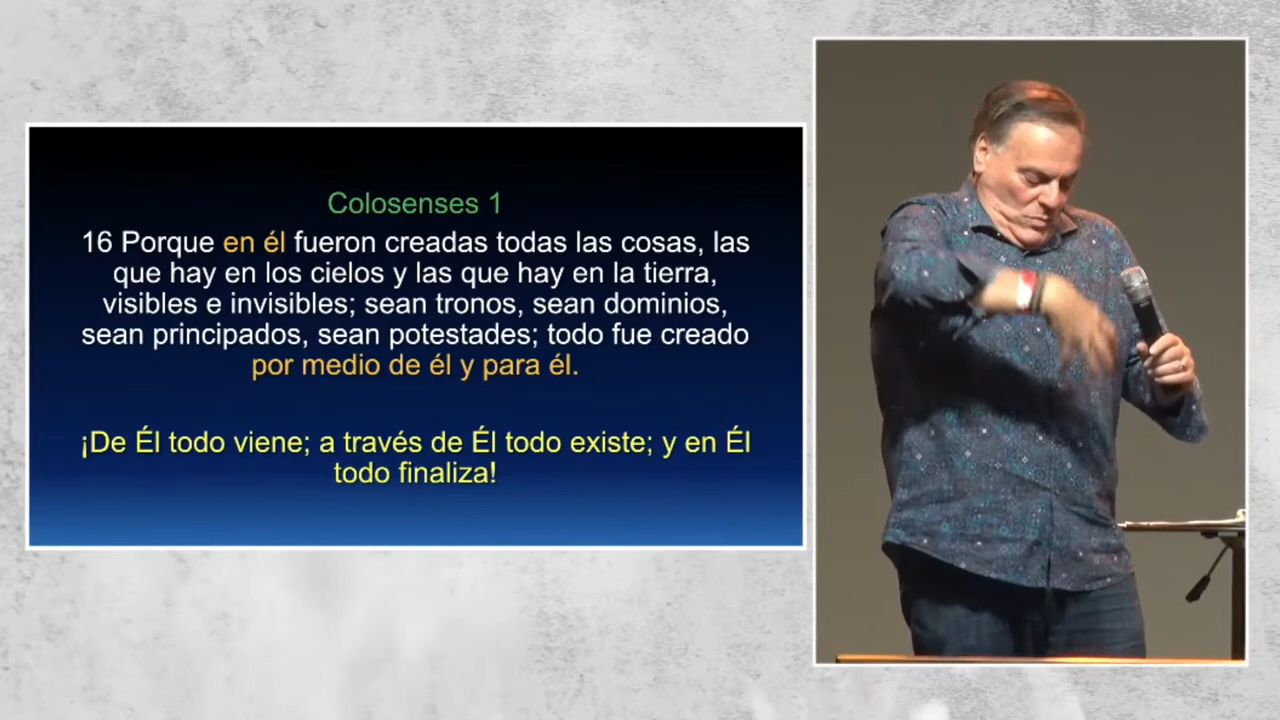 Colosenses 1
16 Porque en él fueron creadas todas las cosas, las
que hay en los cielos y las que hay en la tierra,
visibles e invisibles; sean tronos, sean dominios,
sean principados, sean potestades; todo fue creado
por medio de él y para él.
¡De Él todo viene; a través de Él todo existe; y en Él
todo finaliza!